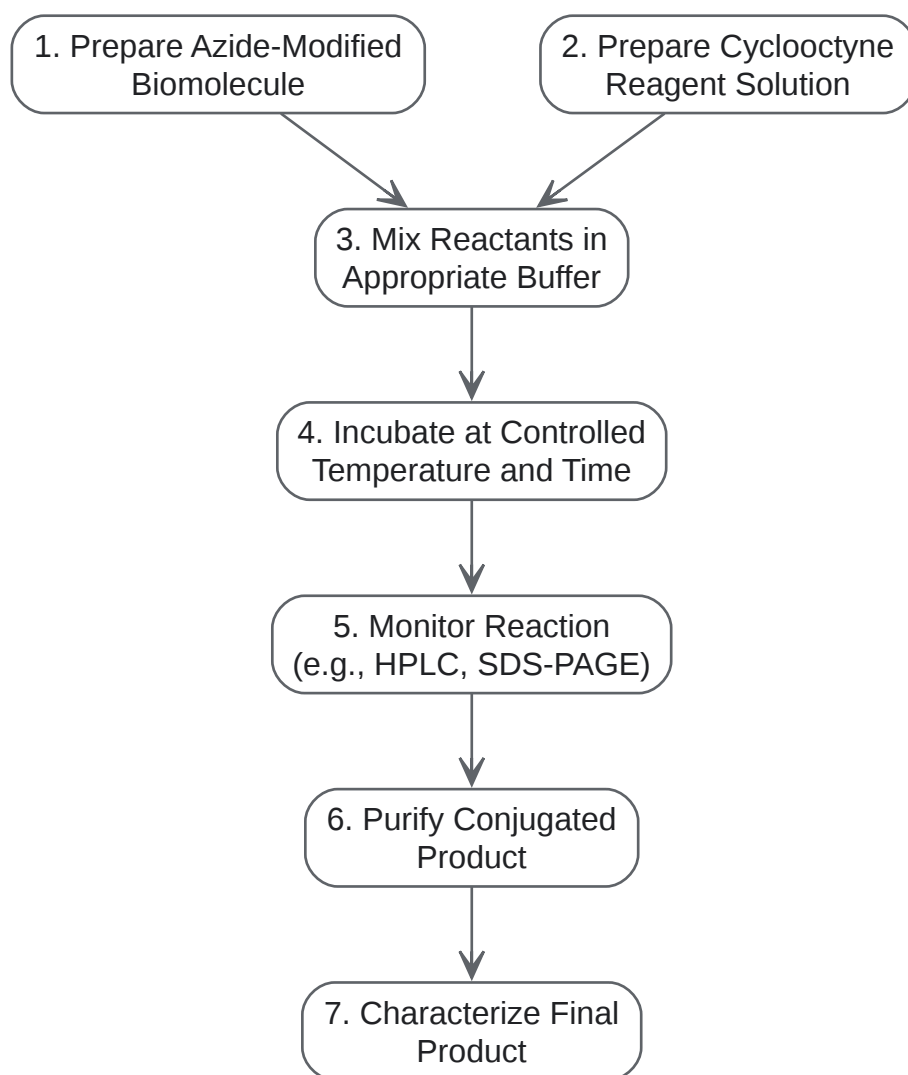 1. Prepare Azide-Modified
Biomolecule
2. Prepare Cyclooctyne
Reagent Solution
3. Mix Reactants in
Appropriate Buffer
4. Incubate at Controlled
Temperature and Time
5. Monitor Reaction
(e.g., HPLC, SDS-PAGE)
6. Purify Conjugated
Product
7. Characterize Final
Product